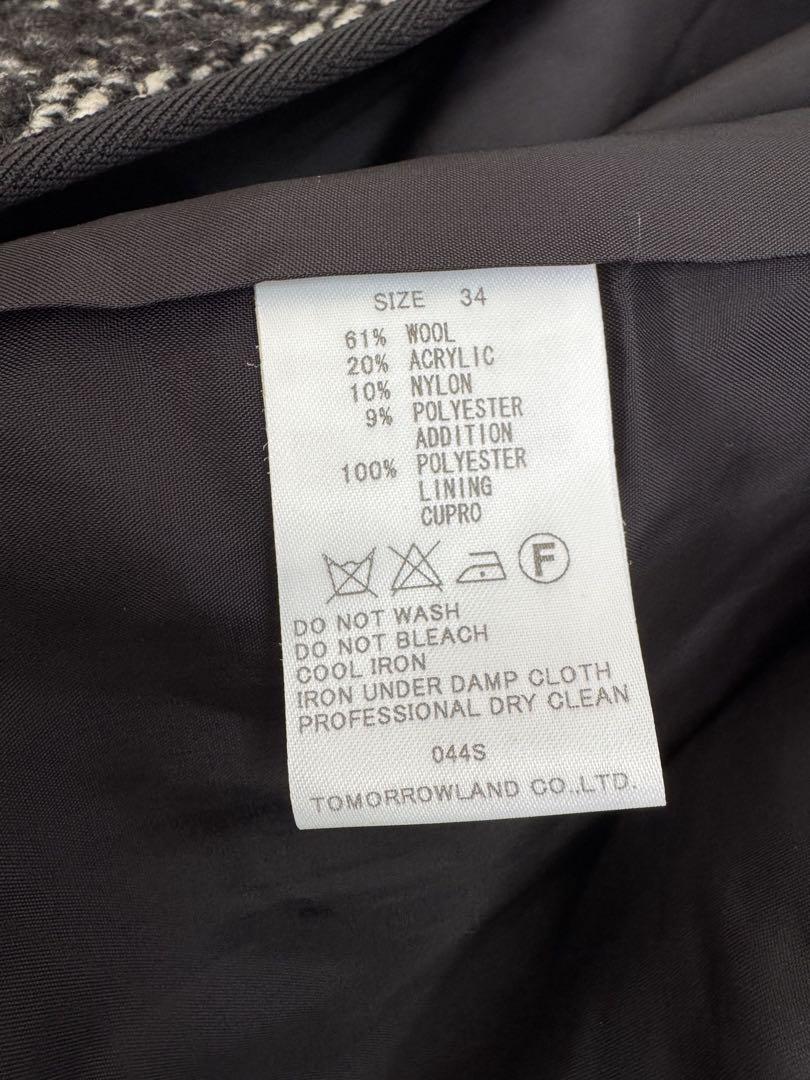 SIZE 34
61% WOOL
20% ACRYLIC
10% NYLON
9% POLYESTER
ADDITION
100% POLYESTER
LINING
CUPRO
F
DO NOT WASH
DO NOT BLEACH
COOL IRON
IRON UNDER DAMP CLOTH
PROFESSIONAL DRY CLEAN
044S
TOMORROWLAND CO.,LTD.